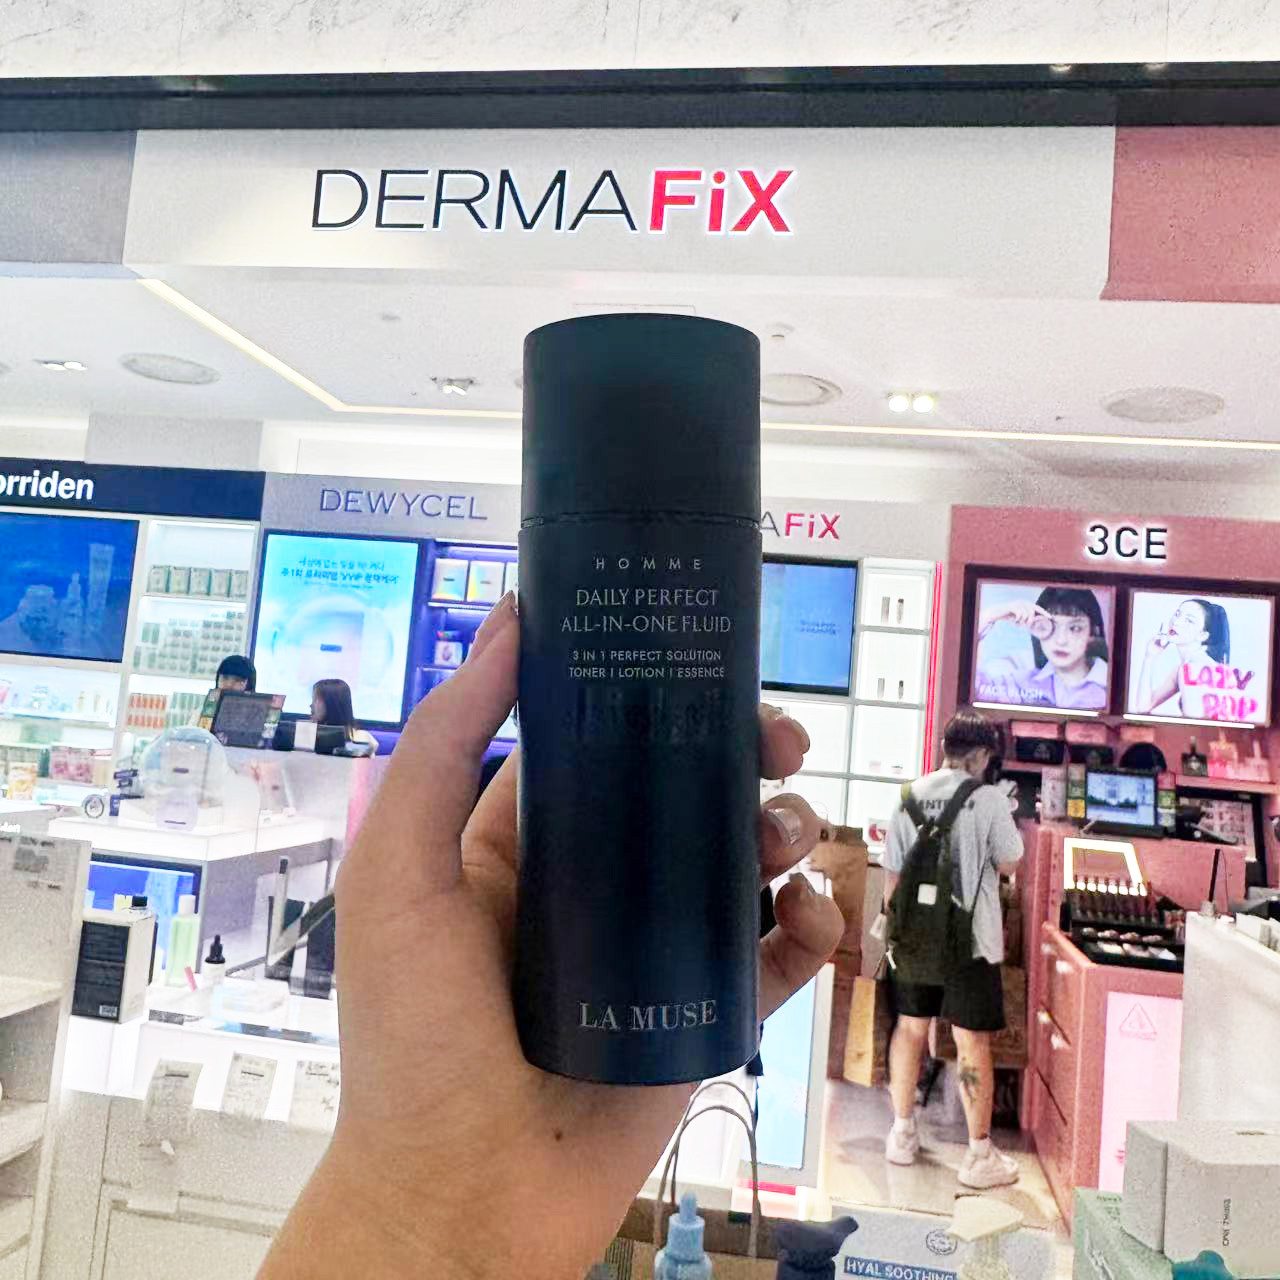 DERMAFiX
orriden
DEWYCEL
AFiX
3CE
FACE BLUSH
LAZY
POP
HOMME
DAILY PERFECT
ALL-IN-ONE FLUID
3 IN 1 PERFECT SOLUTION
TONER | LOTION | ESSENCE
LA MUSE
HYAL SOOTHING